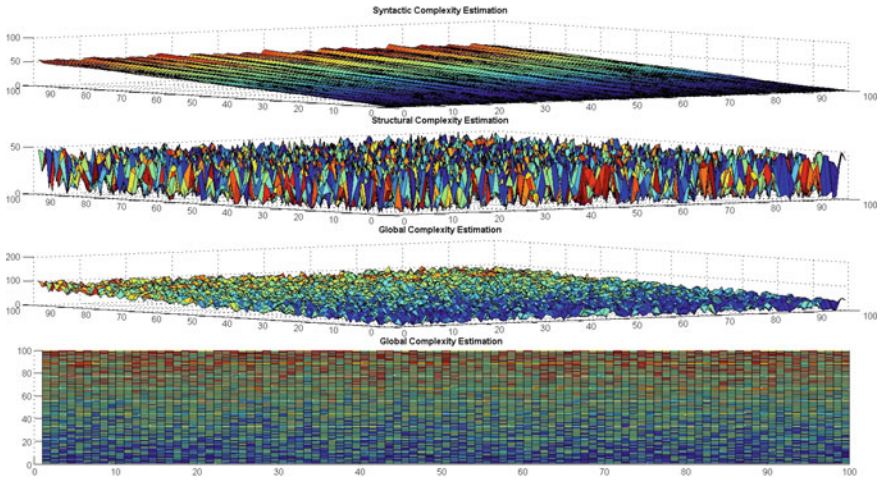 Syntactic Complexity Estimation
100
50
0
100 90 80 70 60 50 40 30 20 10 0 0 10 20 30 40 50 60 70 80 90 100
Structural Complexity Estimation
50
0
100 90 80 70 60 50 40 30 20 10 0 0 10 20 30 40 50 60 70 80 90 100
Global Complexity Estimation
200
100
0
100 90 80 70 60 50 40 30 20 10 0 0 10 20 30 40 50 60 70 80 90 100
Global Complexity Estimation
100
80
60
40
20
0
0 10 20 30 40 50 60 70 80 90 100